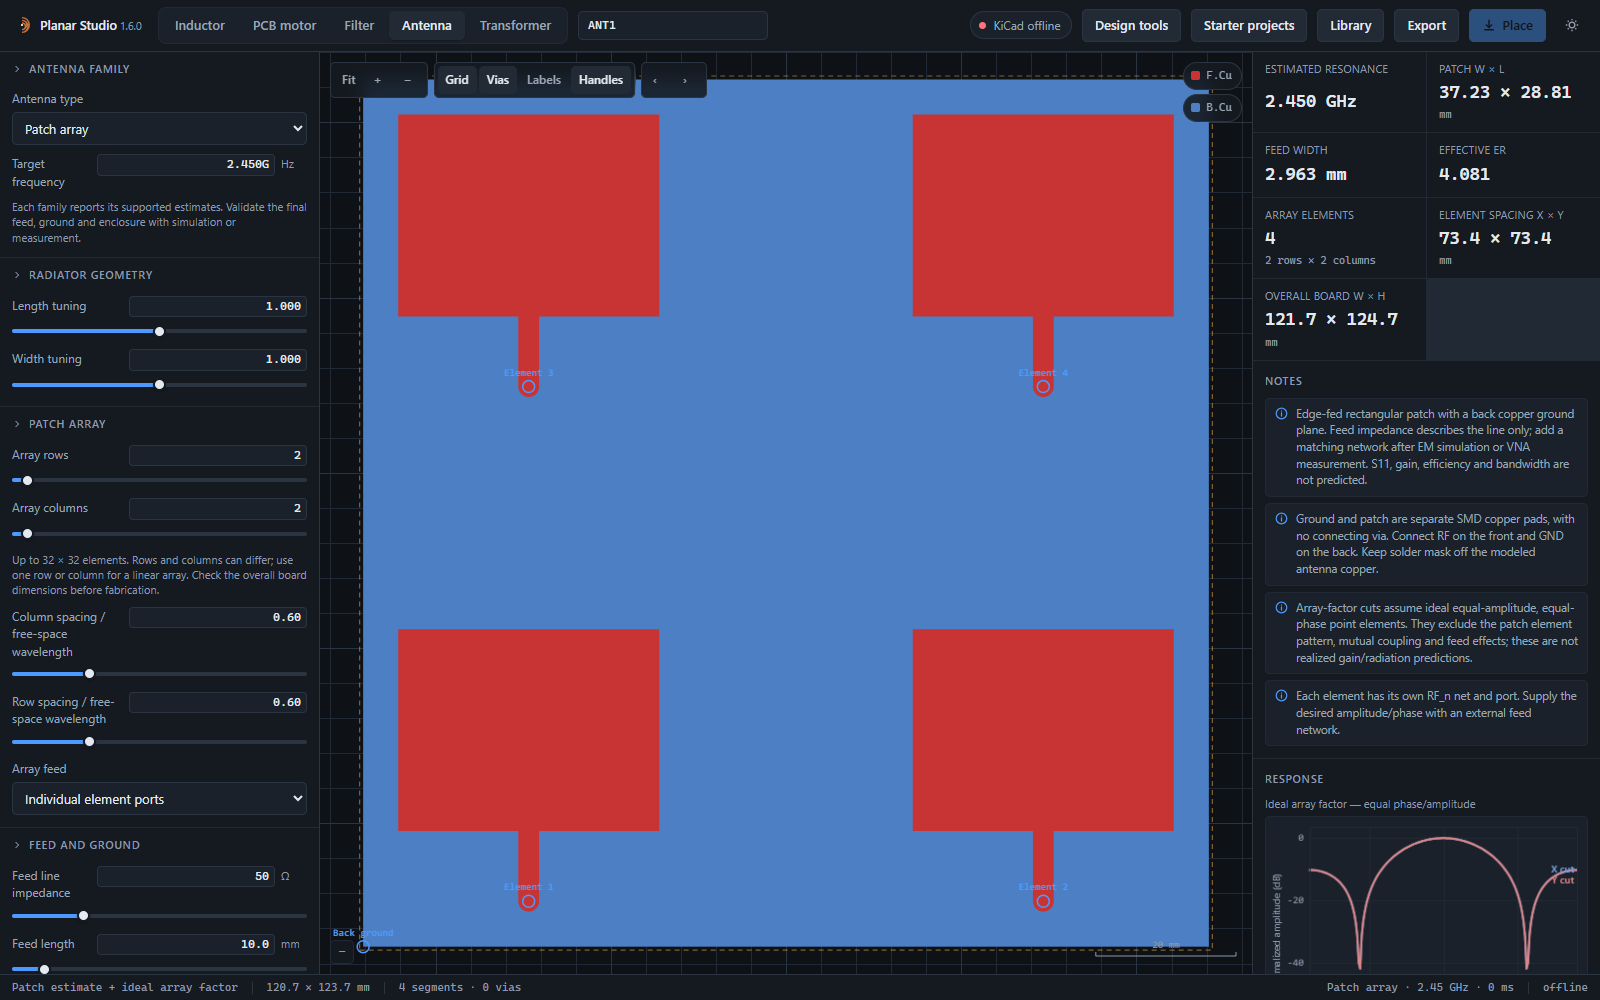 Planar Studio 1.6.0
Inductor
PCB motor
Filter
Antenna
Transformer
ANT1
KiCad offline
Design tools
Starter projects
Library
Export
Place
ANTENNA FAMILY
Antenna type
Patch array
Target frequency
2.450G Hz
Each family reports its supported estimates. Validate the final
feed, ground and enclosure with simulation or
measurement.
RADIATOR GEOMETRY
Length tuning
1.000
Width tuning
1.000
PATCH ARRAY
Array rows
2
Array columns
2
Up to 32 × 32 elements. Rows and columns can differ; use
one row or column for a linear array. Check the overall board
dimensions before fabrication.
Column spacing /
free-space
wavelength
0.60
Row spacing / free-
space wavelength
0.60
Array feed
Individual element ports
FEED AND GROUND
Feed line
impedance
50 Ω
Feed length
10.0 mm
Fit
+
−
Grid
Vias
Labels
Handles
‹
›
F.Cu
B.Cu
Element 3
Element 4
Element 1
Element 2
Back ground
−
20 mm
ESTIMATED RESONANCE
2.450 GHz
PATCH W × L
37.23 × 28.81
mm
FEED WIDTH
2.963 mm
EFFECTIVE ER
4.081
ARRAY ELEMENTS
4
2 rows × 2 columns
ELEMENT SPACING X × Y
73.4 × 73.4
mm
OVERALL BOARD W × H
121.7 × 124.7
mm
NOTES
Edge-fed rectangular patch with a back copper ground
plane. Feed impedance describes the line only; add a
matching network after EM simulation or VNA
measurement. S11, gain, efficiency and bandwidth are
not predicted.
Ground and patch are separate SMD copper pads, with
no connecting via. Connect RF on the front and GND
on the back. Keep solder mask off the modeled
antenna copper.
Array-factor cuts assume ideal equal-amplitude, equal-
phase point elements. They exclude the patch element
pattern, mutual coupling and feed effects; these are not
realized gain/radiation predictions.
Each element has its own RF_n net and port. Supply the
desired amplitude/phase with an external feed
network.
RESPONSE
Ideal array factor — equal phase/amplitude
0
-20
-40
malized amplitude (dB)
X cut
Y cut
Patch estimate + ideal array factor
120.7 × 123.7 mm
4 segments · 0 vias
Patch array · 2.45 GHz · 0 ms
offline